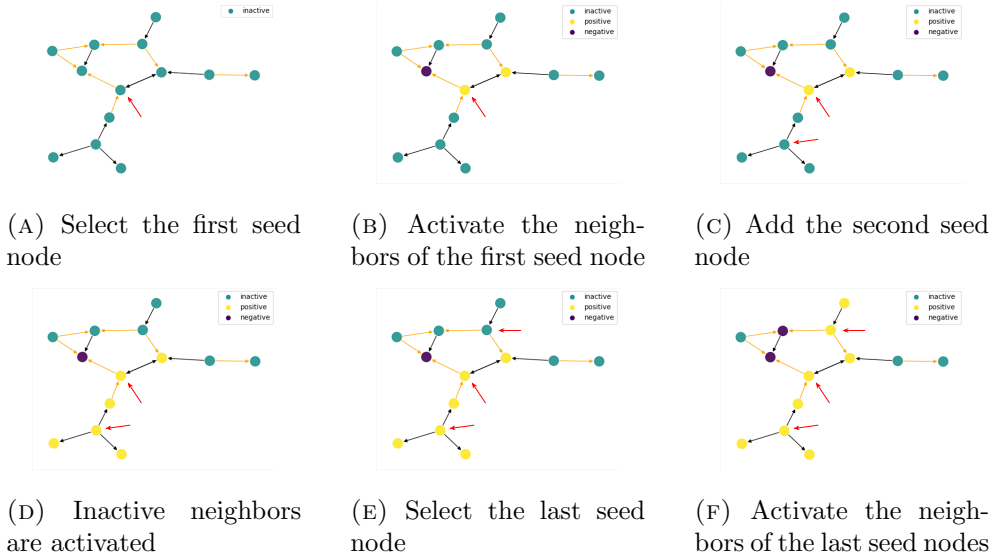 inactive
inactive
positive
negative
inactive
positive
negative
(A) Select the first seed
node
(B) Activate the neigh-
bors of the first seed node
(C) Add the second seed
node
inactive
positive
negative
inactive
positive
negative
inactive
positive
negative
(D) Inactive neighbors
are activated
(E) Select the last seed
node
(F) Activate the neigh-
bors of the last seed nodes